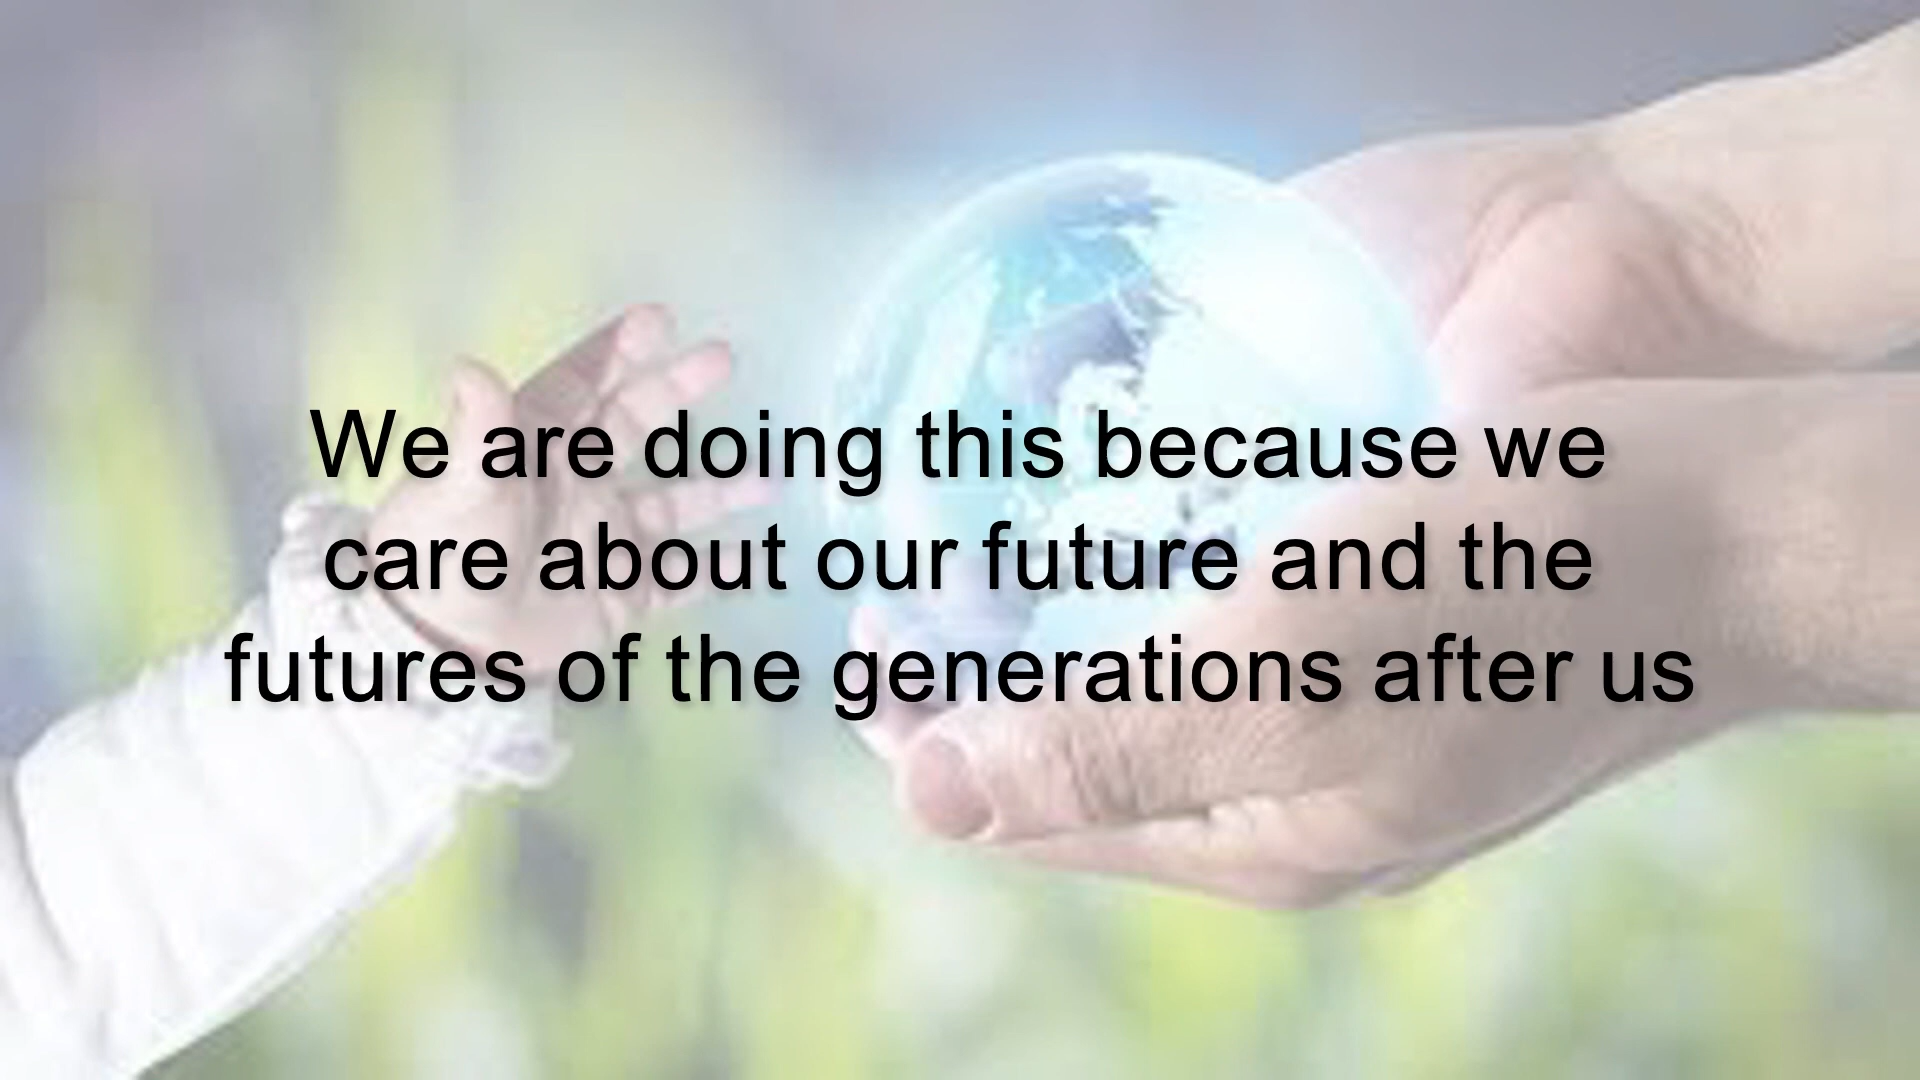 We are doing this because we
care about our future and the
futures of the generations after us